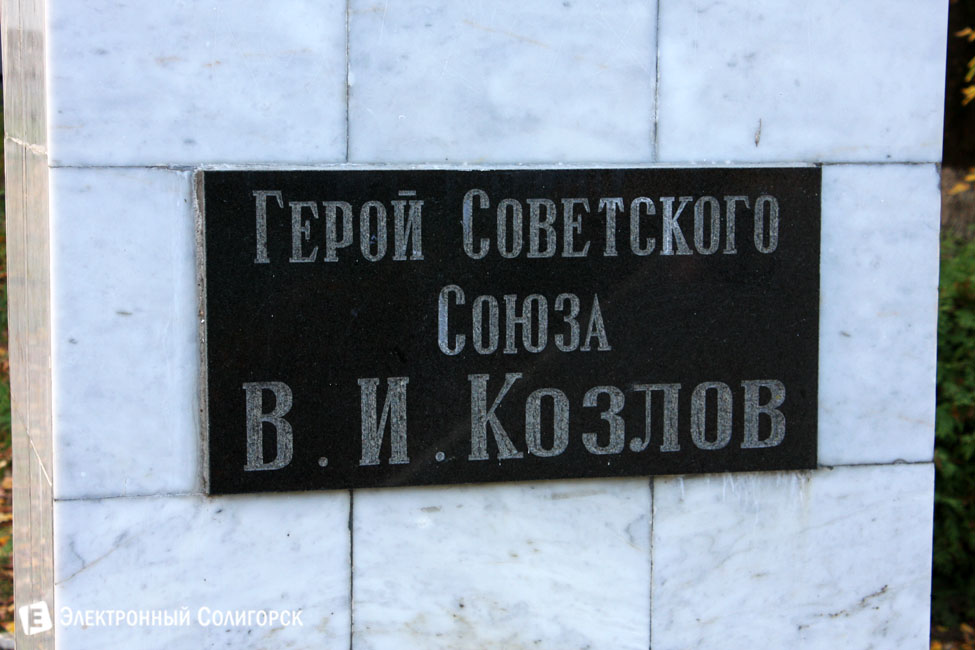 Герой Советского
Союза
В. И. Козлов
Е Электронный Солигорск